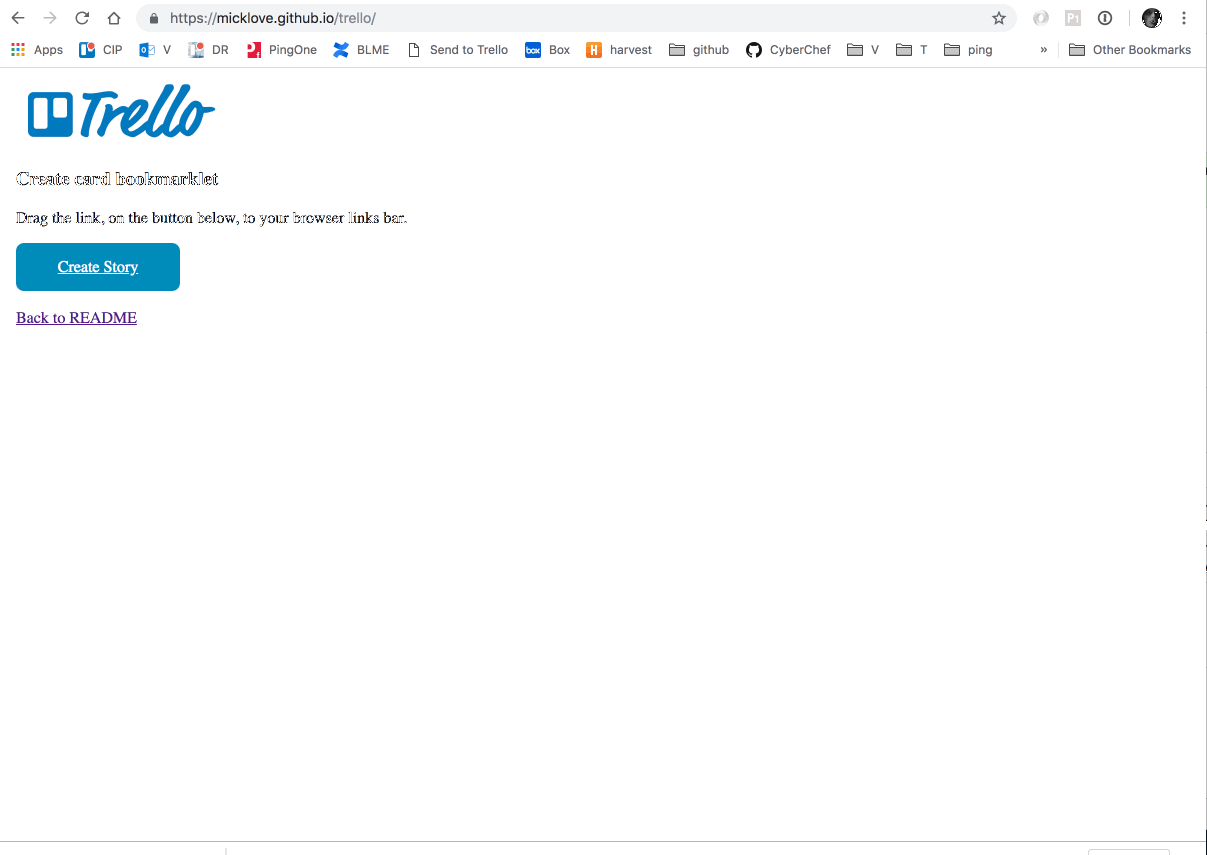 https://micklove.github.io/trello/
Apps CIP V DR PingOne BLME Send to Trello box Box H harvest github CyberChef V T ping » Other Bookmarks
Trello
Create card bookmarklet
Drag the link, on the button below, to your browser links bar.
Create Story
Back to README